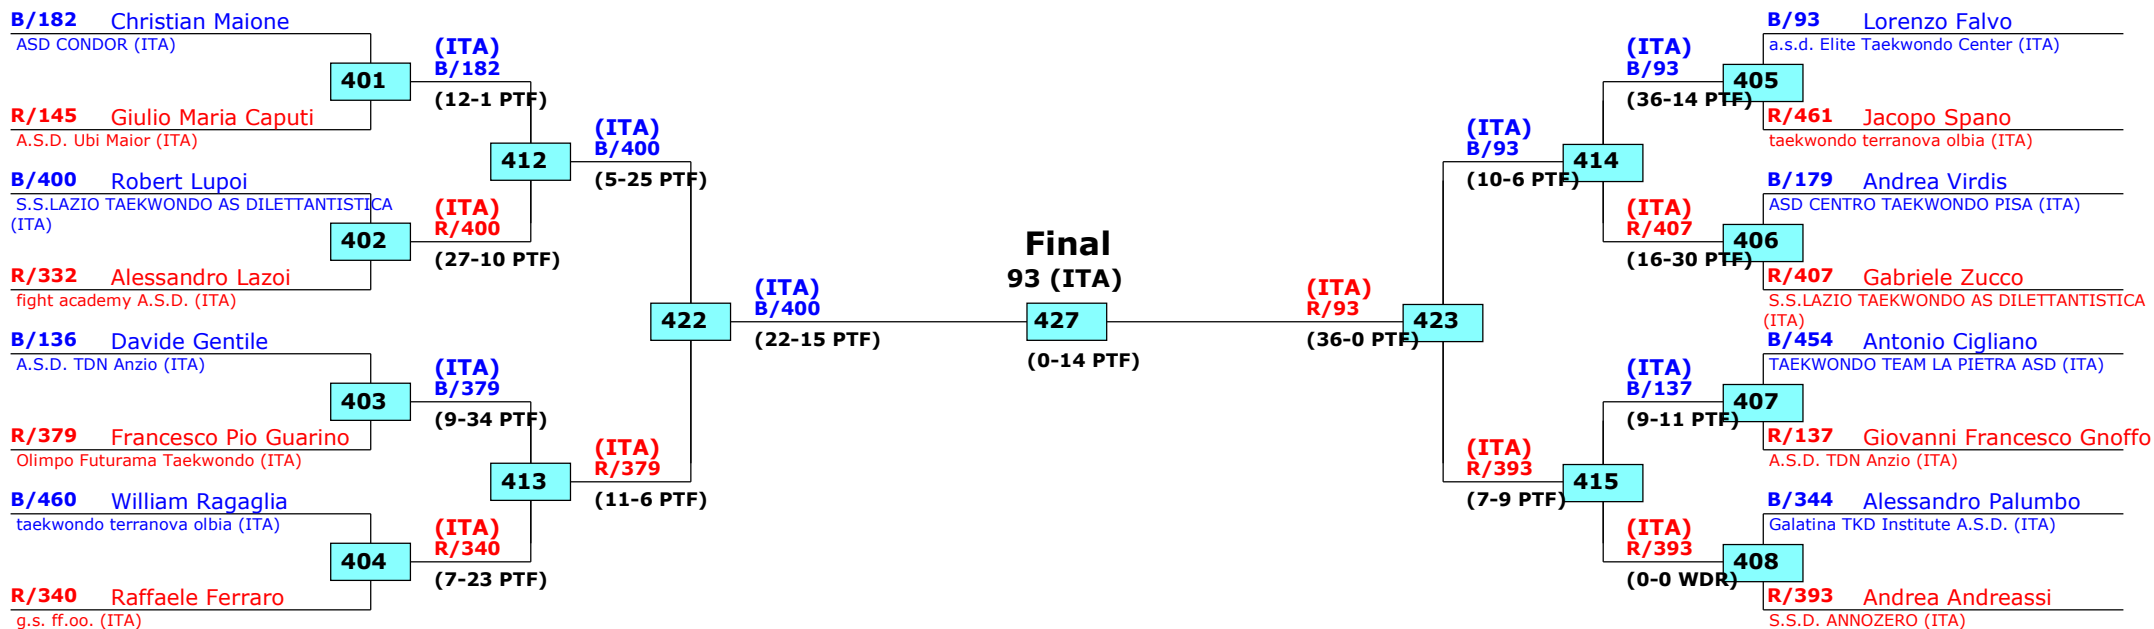 B/182 Christian Maione
ASD CONDOR (ITA)
401
R/145 Giulio Maria Caputi
A.S.D. Ubi Maior (ITA)
B/400 Robert Lupoi
S.S.LAZIO TAEKWONDO AS DILETTANTISTICA
(ITA)
402
R/332 Alessandro Lazoi
fight academy A.S.D. (ITA)
B/136 Davide Gentile
A.S.D. TDN Anzio (ITA)
403
R/379 Francesco Pio Guarino
Olimpo Futurama Taekwondo (ITA)
B/460 William Ragaglia
taekwondo terranova olbia (ITA)
404
R/340 Raffaele Ferraro
g.s. ff.oo. (ITA)
(ITA)
B/182
(12-1 PTF)
412
(ITA)
R/400
(27-10 PTF)
(ITA)
B/379
(9-34 PTF)
413
(ITA)
R/340
(7-23 PTF)
(ITA)
B/400
(5-25 PTF)
422
(ITA)
R/379
(11-6 PTF)
(ITA)
B/400
(22-15 PTF)
Final
93 (ITA)
427
(0-14 PTF)
(ITA)
R/93
(36-0 PTF)
423
(ITA)
B/93
(10-6 PTF)
414
(ITA)
R/393
(7-9 PTF)
415
(ITA)
B/93
(36-14 PTF)
405
(ITA)
R/407
(16-30 PTF)
406
(ITA)
B/137
(9-11 PTF)
407
(ITA)
R/393
(0-0 WDR)
408
B/93 Lorenzo Falvo
a.s.d. Elite Taekwondo Center (ITA)
R/461 Jacopo Spano
taekwondo terranova olbia (ITA)
B/179 Andrea Virdis
ASD CENTRO TAEKWONDO PISA (ITA)
R/407 Gabriele Zucco
S.S.LAZIO TAEKWONDO AS DILETTANTISTICA
(ITA)
B/454 Antonio Cigliano
TAEKWONDO TEAM LA PIETRA ASD (ITA)
R/137 Giovanni Francesco Gnoffo
A.S.D. TDN Anzio (ITA)
B/344 Alessandro Palumbo
Galatina TKD Institute A.S.D. (ITA)
R/393 Andrea Andreassi
S.S.D. ANNOZERO (ITA)